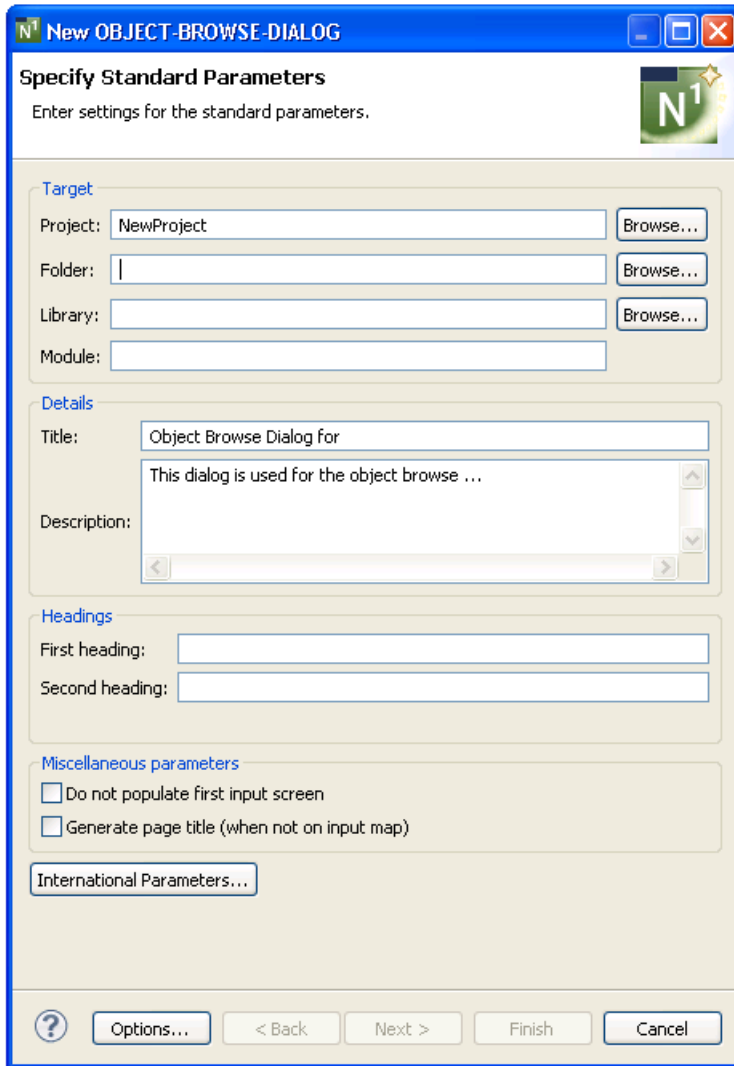 N1 New OBJECT-BROWSE-DIALOG
Specify Standard Parameters
Enter settings for the standard parameters.
N1
Target
Project: NewProject Browse...
Folder: Browse...
Library: Browse...
Module:
Details
Title: Object Browse Dialog for
This dialog is used for the object browse ...
Description:
Headings
First heading:
Second heading:
Miscellaneous parameters
Do not populate first input screen
Generate page title (when not on input map)
International Parameters...
? Options... < Back Next > Finish Cancel